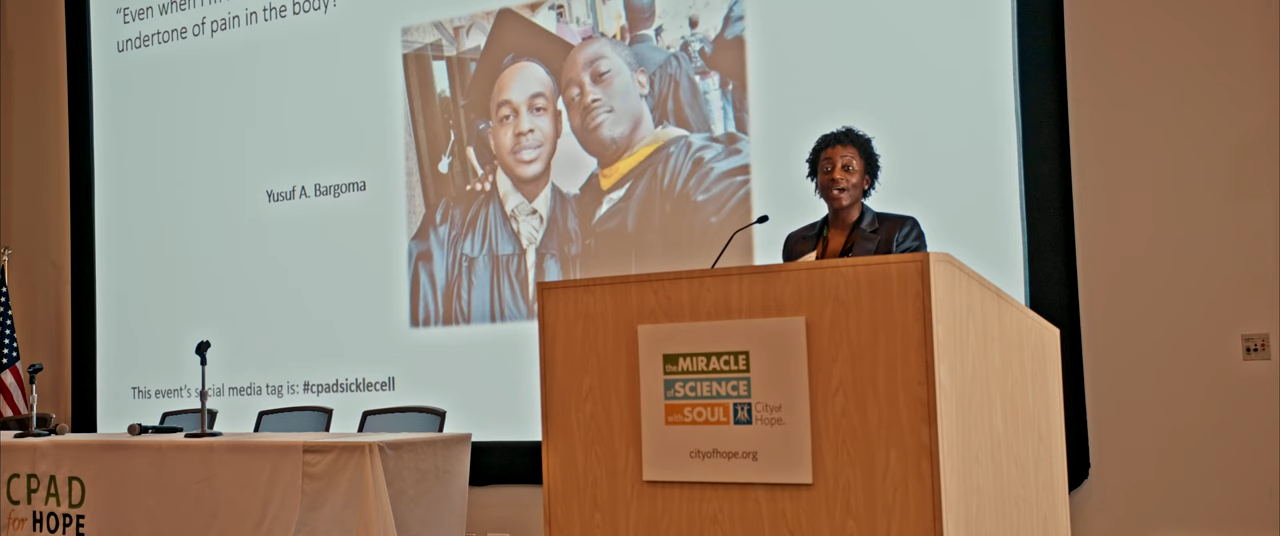 “Even when I'm
undertone of pain in the body!
Yusuf A. Bargoma
This event's social media tag is: #cpadsicklecell
the MIRACLE
of SCIENCE
with SOUL
City of
Hope.
cityofhope.org
CPAD
for HOPE